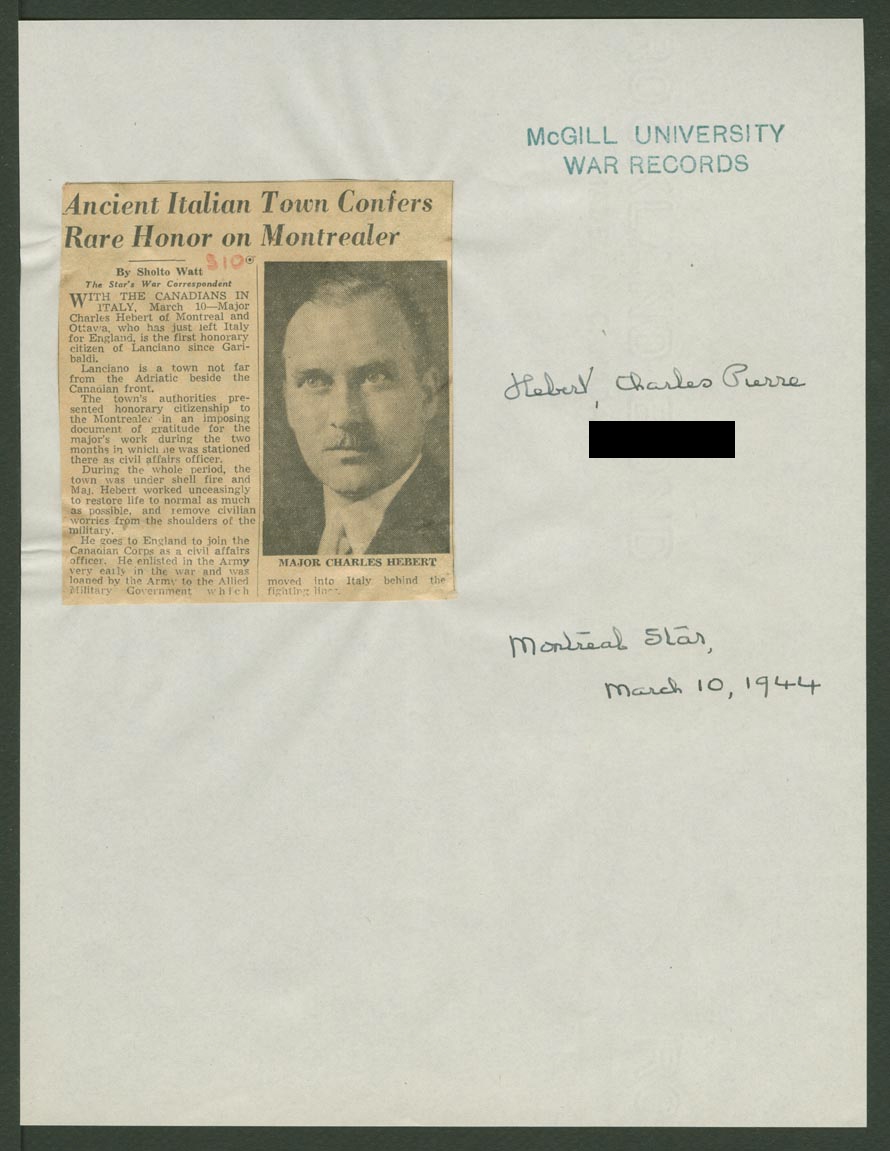 McGILL UNIVERSITY
WAR RECORDS
Ancient Italian Town Confers
Rare Honor on Montrealer
310
By Sholto Watt
The Star's War Correspondent
WITH THE CANADIANS IN
ITALY, March 10—Major
Charles Hebert of Montreal and
Ottawa, who has just left Italy
for England, is the first honorary
citizen of Lanciano since Gari-
baldi.
Lanciano is a town not far
from the Adriatic beside the
Canadian front.
The town's authorities pre-
sented honorary citizenship to
the Montrealer in an imposing
document of gratitude for the
major's work during the two
months in which he was stationed
there as civil affairs officer.
During the whole period, the
town was under shell fire and
Maj. Hebert worked unceasingly
to restore life to normal as much
as possible, and remove civilian
worries from the shoulders of the
military.
He goes to England to join the
Canadian Corps as a civil affairs
officer. He enlisted in the Army
very early in the war and was
loaned by the Army to the Allied
Military Government which
MAJOR CHARLES HEBERT
moved into Italy behind the
fighting lines.
Hebert, Charles Pierre
Montreal Star,
March 10, 1944